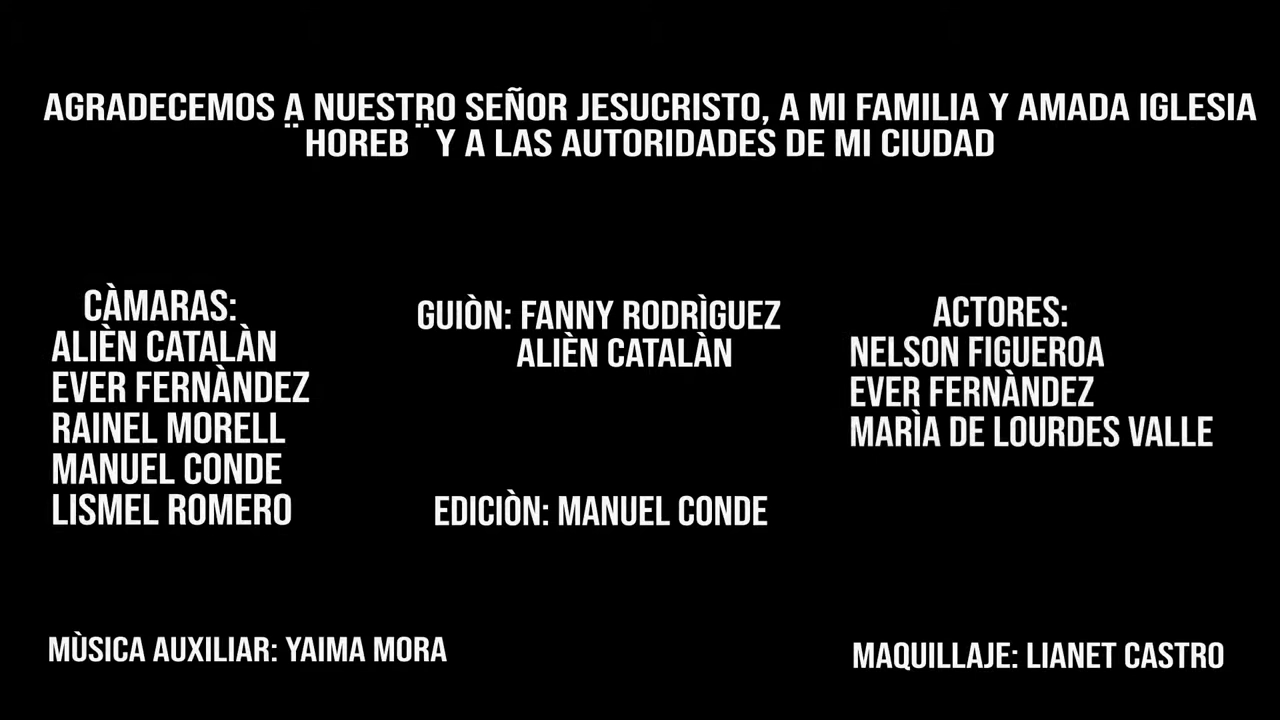 AGRADECEMOS A NUESTRO SEÑOR JESUCRISTO, A MI FAMILIA Y AMADA IGLESIA
¨HOREB ¨ Y A LAS AUTORIDADES DE MI CIUDAD
CÀMARAS:
ALIÈN CATALÀN
EVER FERNÀNDEZ
RAINEL MORELL
MANUEL CONDE
LISMEL ROMERO
GUIÒN: FANNY RODRÌGUEZ
ALIÈN CATALÀN
EDICIÒN: MANUEL CONDE
ACTORES:
NELSON FIGUEROA
EVER FERNÀNDEZ
MARÌA DE LOURDES VALLE
MÙSICA AUXILIAR: YAIMA MORA
MAQUILLAJE: LIANET CASTRO